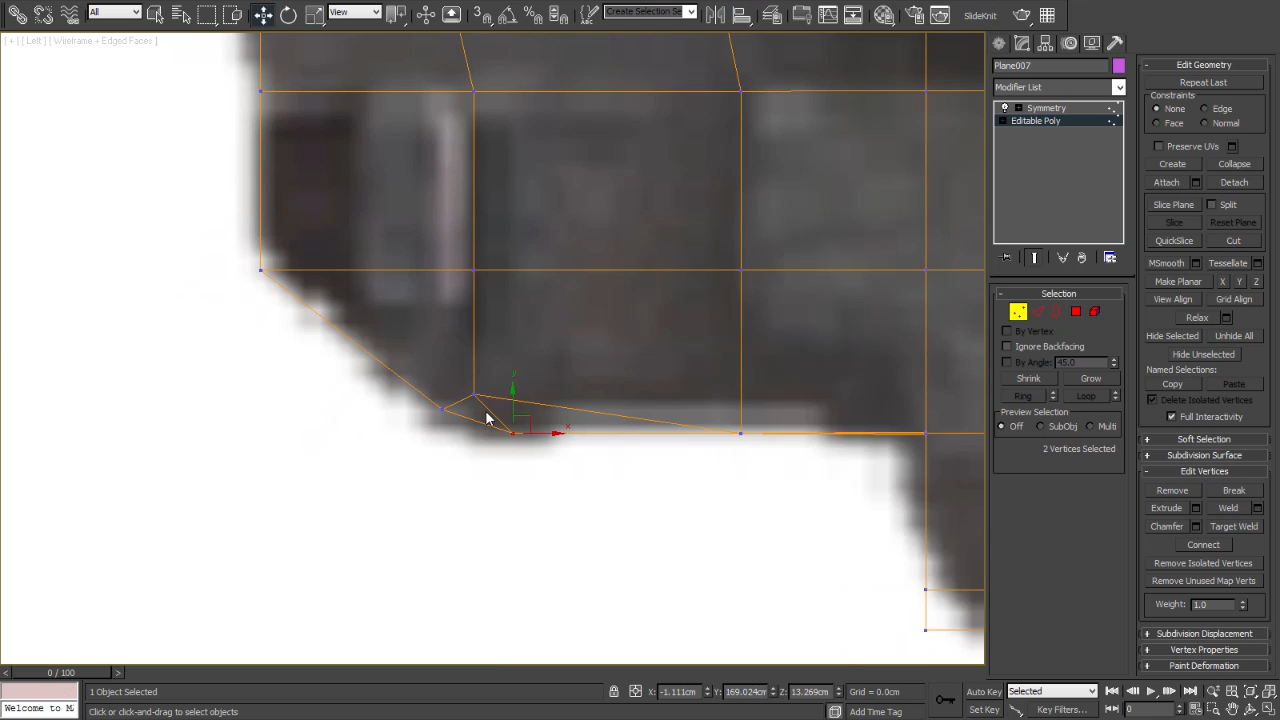 All
View
Create Selection Se
SlideKnit
[ + ] [ Left ] [ Wireframe + Edged Faces ]
y
x
Plane007
Modifier List
Symmetry
Editable Poly
Selection
By Vertex
Ignore Backfacing
By Angle: 45.0
Shrink
Grow
Ring
Loop
Preview Selection
Off
SubObj
Multi
2 Vertices Selected
Edit Geometry
Repeat Last
Constraints
None
Edge
Face
Normal
Preserve UVs
Create
Collapse
Attach
Detach
Slice Plane
Split
Slice
Reset Plane
QuickSlice
Cut
MSmooth
Tessellate
Make Planar
X
Y
Z
View Align
Grid Align
Relax
Hide Selected
Unhide All
Hide Unselected
Named Selections:
Copy
Paste
Delete Isolated Vertices
Full Interactivity
Soft Selection
Subdivision Surface
Edit Vertices
Remove
Break
Extrude
Weld
Chamfer
Target Weld
Connect
Remove Isolated Vertices
Remove Unused Map Verts
Weight: 1.0
Subdivision Displacement
Vertex Properties
Paint Deformation
0 / 100
Welcome to M
1 Object Selected
Click or click-and-drag to select objects
X: -1.111cm
Y: 169.024cm
Z: 13.269cm
Grid = 0.0cm
Add Time Tag
Auto Key
Selected
Set Key
Key Filters...
0